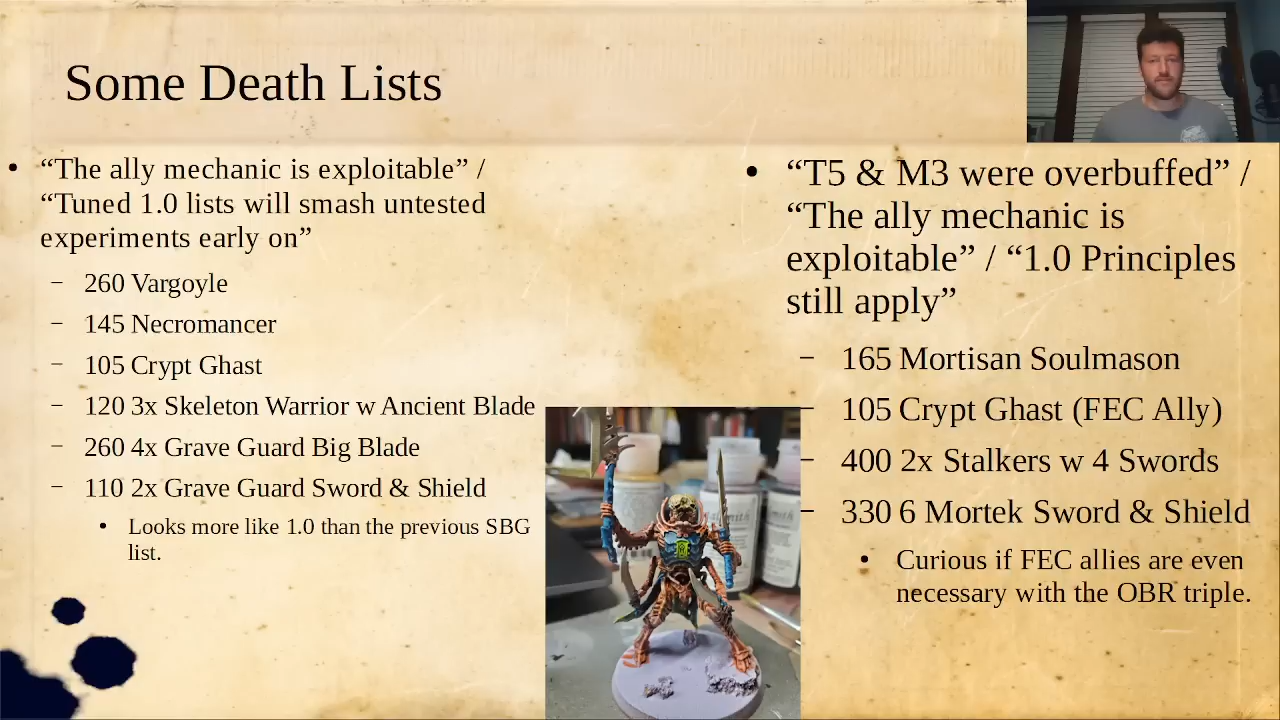 Some Death Lists
• “The ally mechanic is exploitable” /
“Tuned 1.0 lists will smash untested
experiments early on”
– 260 Vargoyle
– 145 Necromancer
– 105 Crypt Ghast
– 120 3x Skeleton Warrior w Ancient Blade
– 260 4x Grave Guard Big Blade
– 110 2x Grave Guard Sword & Shield
• Looks more like 1.0 than the previous SBG
list.
• “T5 & M3 were overbuffed” /
“The ally mechanic is
exploitable” / “1.0 Principles
still apply”
– 165 Mortisan Soulmason
– 105 Crypt Ghast (FEC Ally)
– 400 2x Stalkers w 4 Swords
– 330 6 Mortek Sword & Shield
• Curious if FEC allies are even
necessary with the OBR triple.